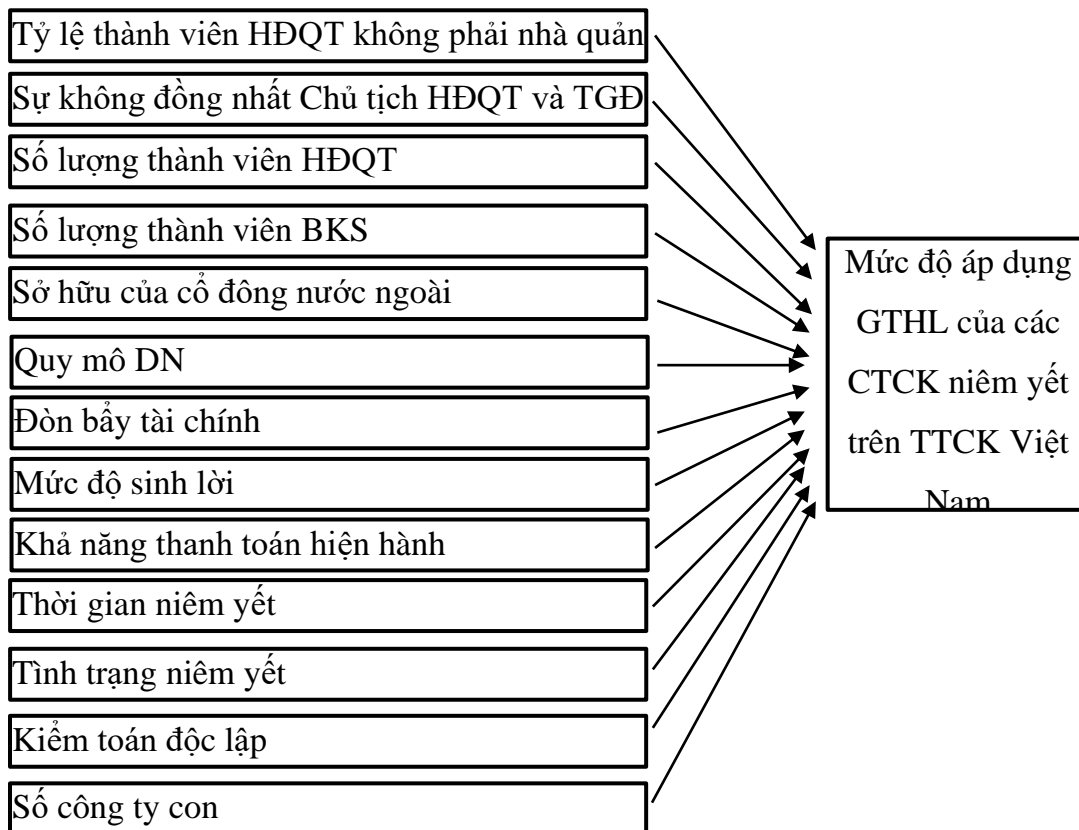 Tỷ lệ thành viên HĐQT không phải nhà quản
Sự không đồng nhất Chủ tịch HĐQT và TGĐ
Số lượng thành viên HĐQT
Số lượng thành viên BKS
Sở hữu của cổ đông nước ngoài
Quy mô DN
Đòn bẩy tài chính
Mức độ sinh lời
Khả năng thanh toán hiện hành
Thời gian niêm yết
Tình trạng niêm yết
Kiểm toán độc lập
Số công ty con
Mức độ áp dụng
GTHL của các
CTCK niêm yết
trên TTCK Việt
Nam